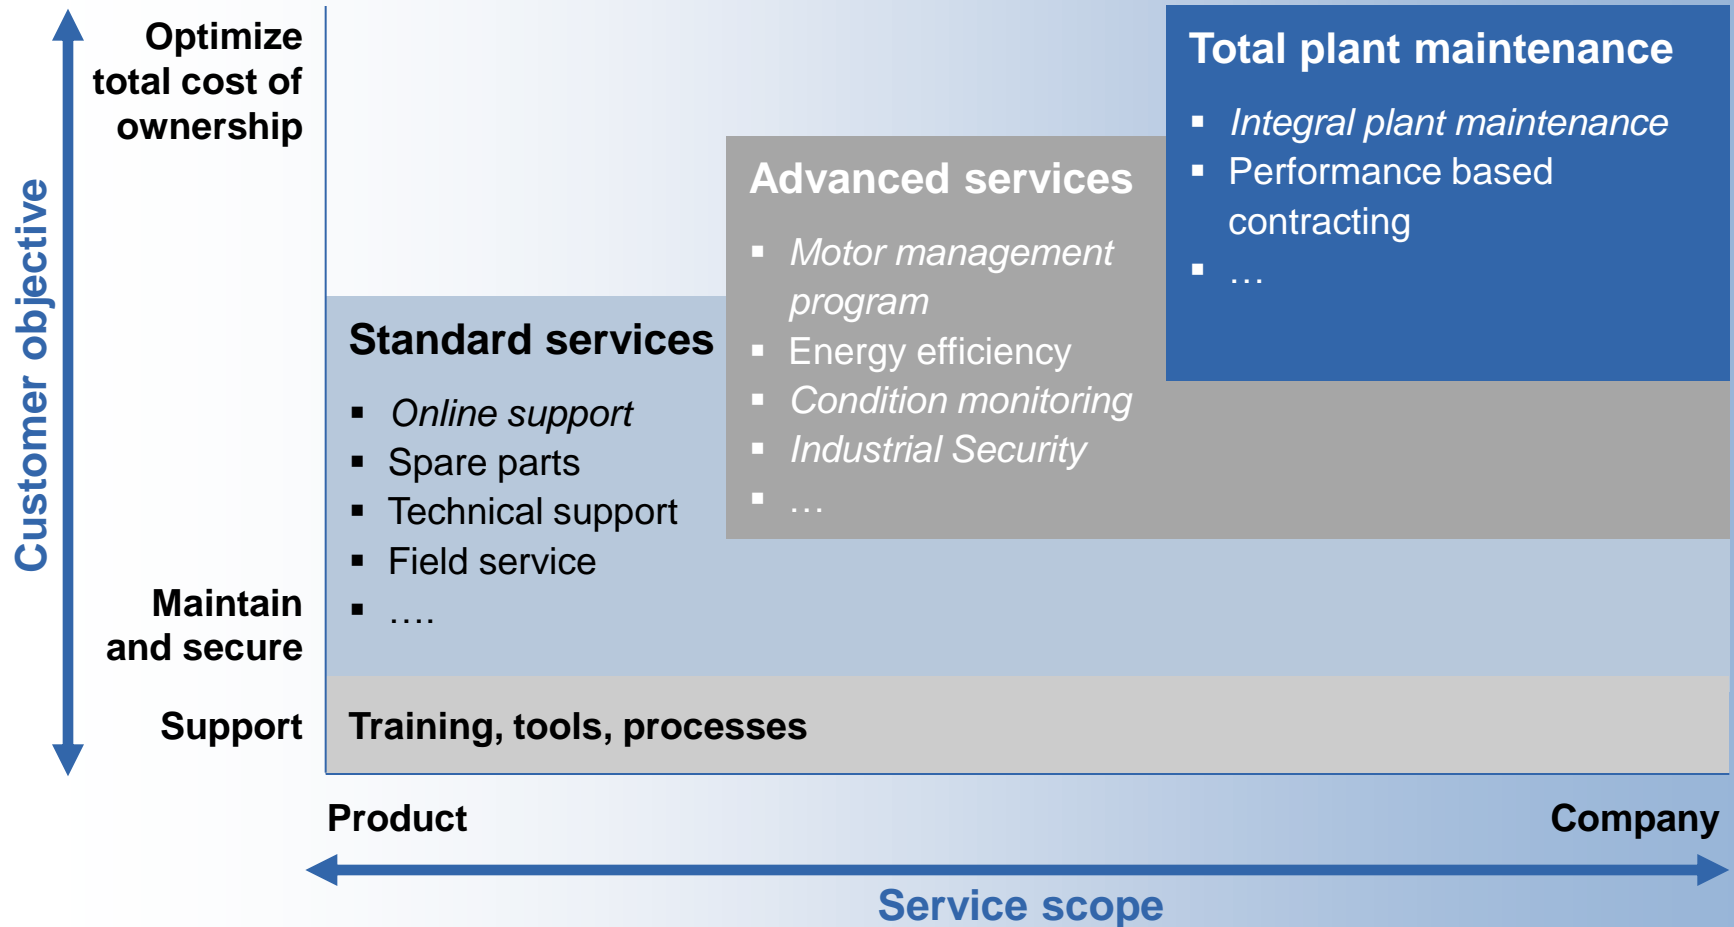 Customer objective
Optimize
total cost of
ownership
Maintain
and secure
Support
Total plant maintenance
▪ Integral plant maintenance
▪ Performance based
contracting
▪ …
Advanced services
▪ Motor management
program
▪ Energy efficiency
▪ Condition monitoring
▪ Industrial Security
▪ …
Standard services
▪ Online support
▪ Spare parts
▪ Technical support
▪ Field service
▪ ….
Training, tools, processes
Product
Company
Service scope